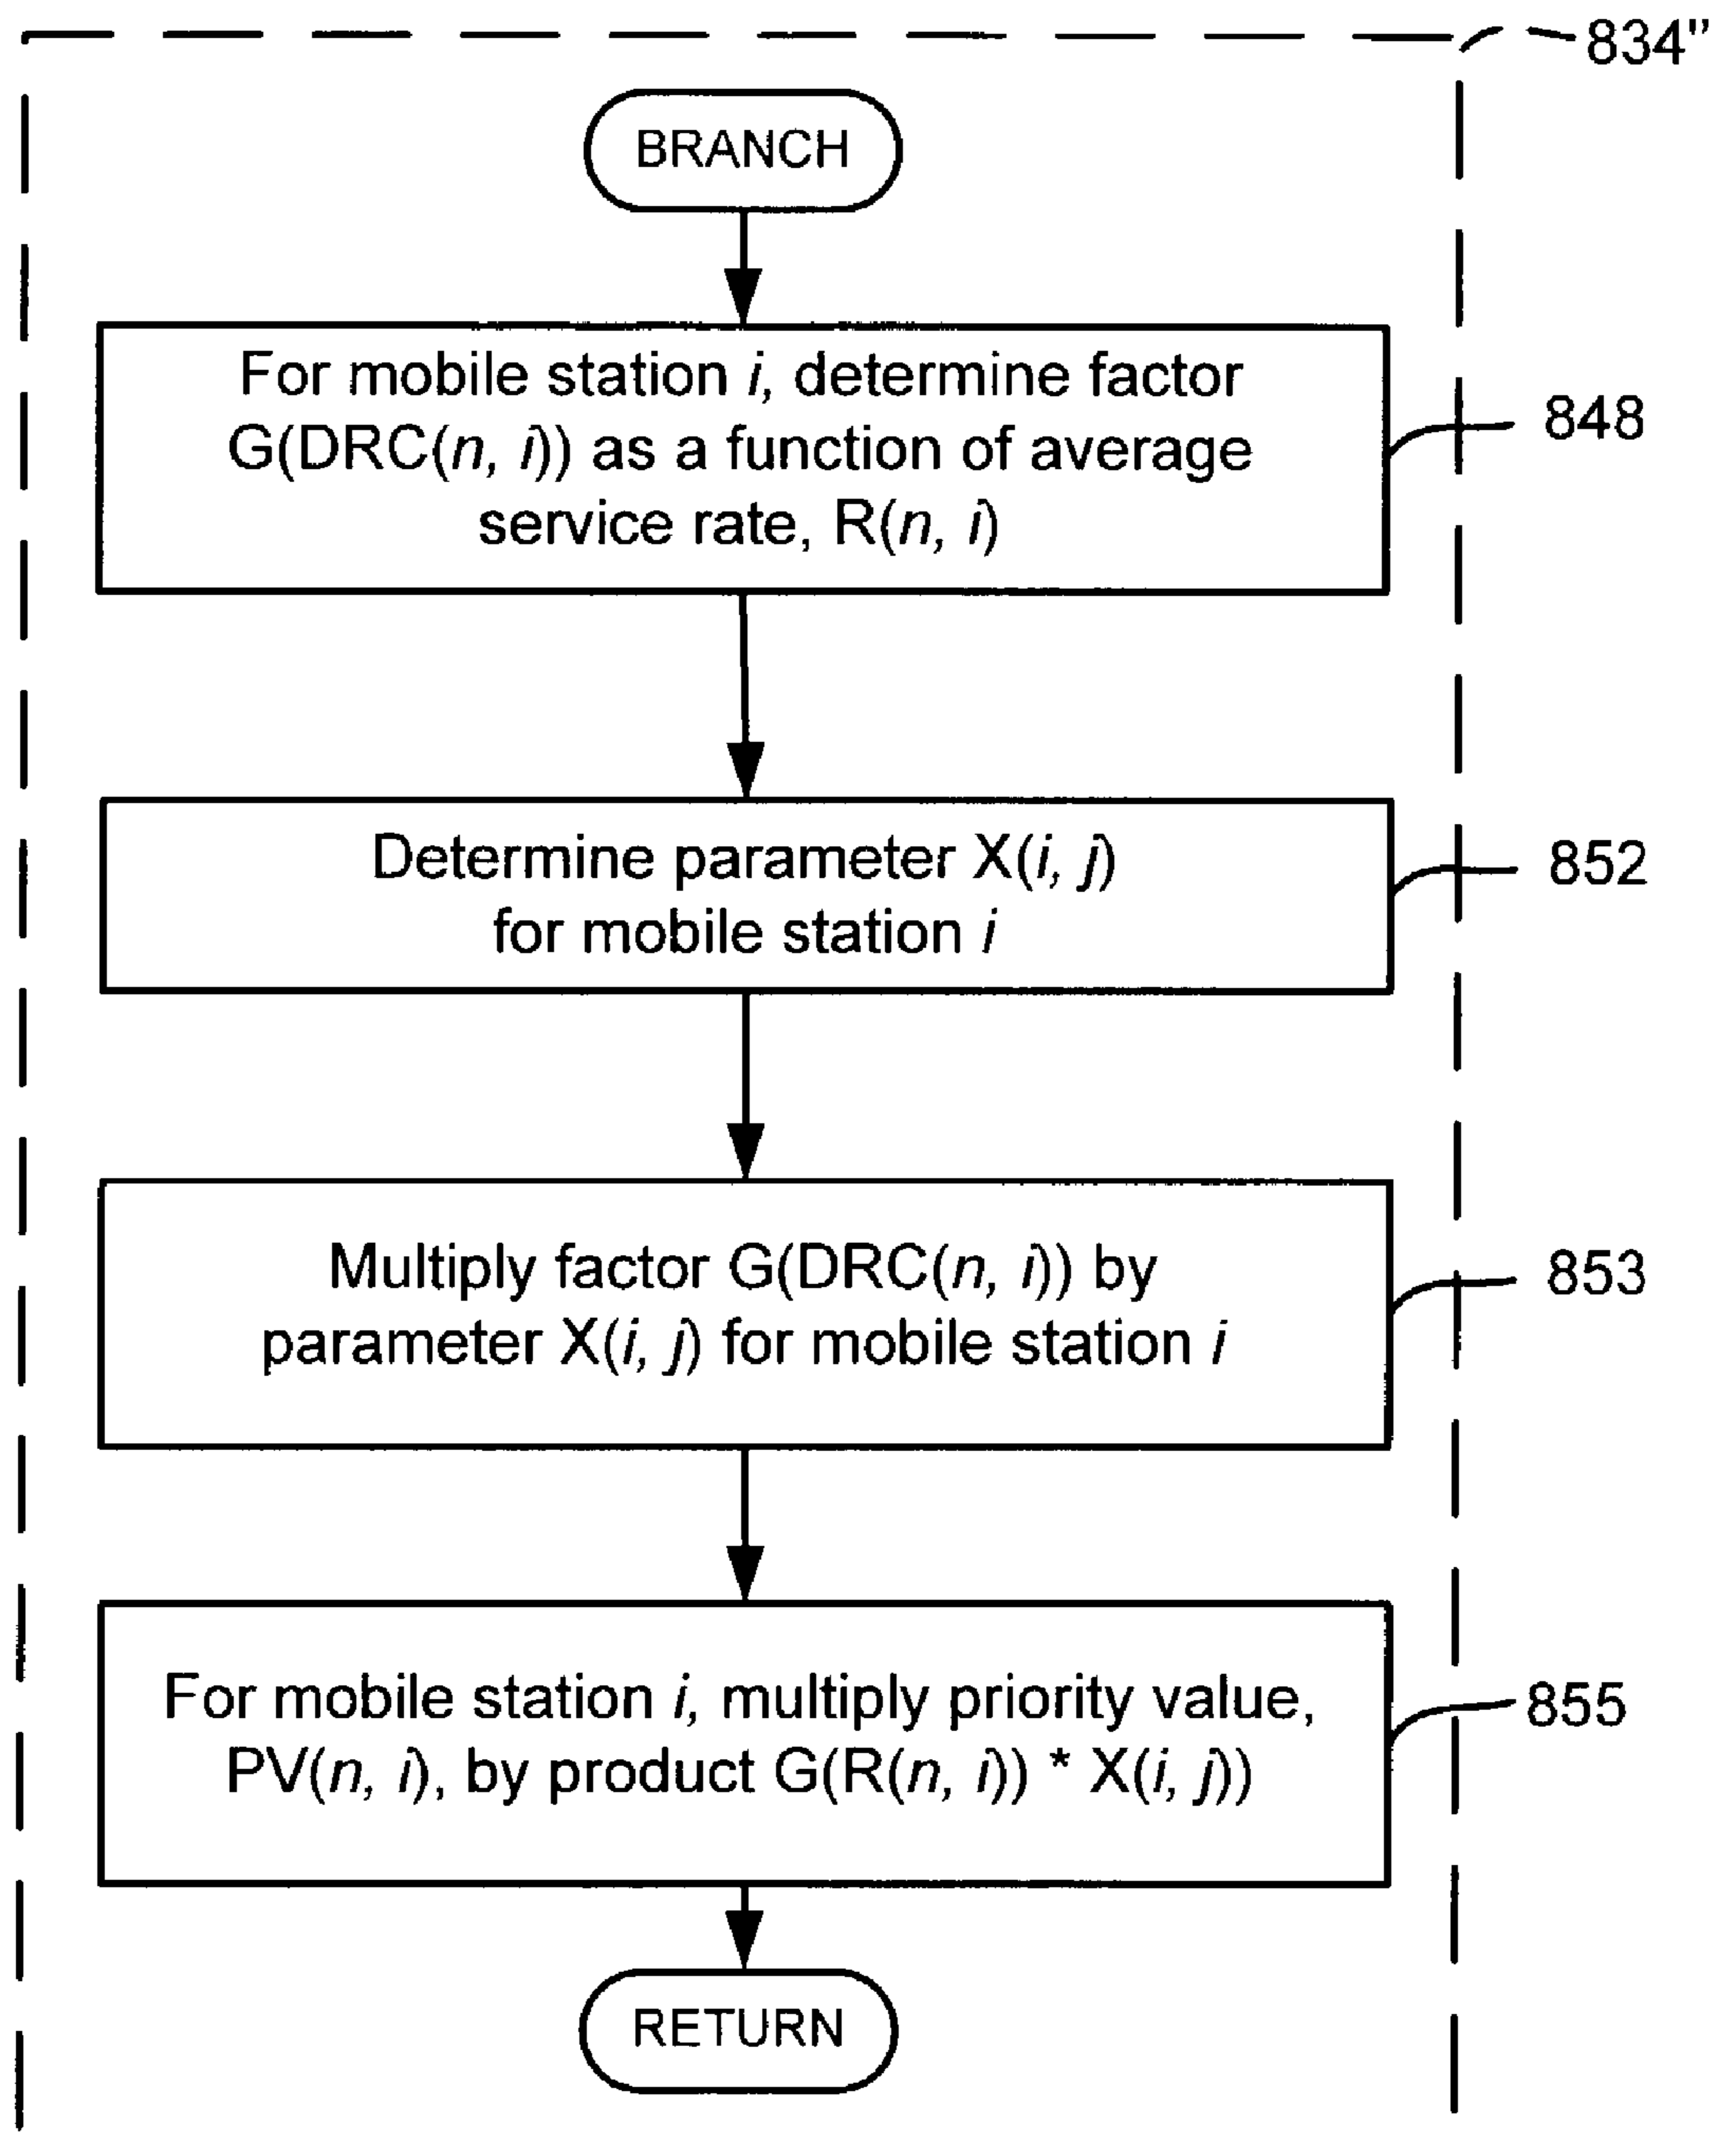 834"
BRANCH
For mobile station i, determine factor
G(DRC(n, i)) as a function of average
service rate, R(n, i)
848
Determine parameter X(i, j)
for mobile station i
852
Multiply factor G(DRC(n, i)) by
parameter X(i, j) for mobile station i
853
For mobile station i, multiply priority value,
PV(n, i), by product G(R(n, i)) * X(i, j))
855
RETURN